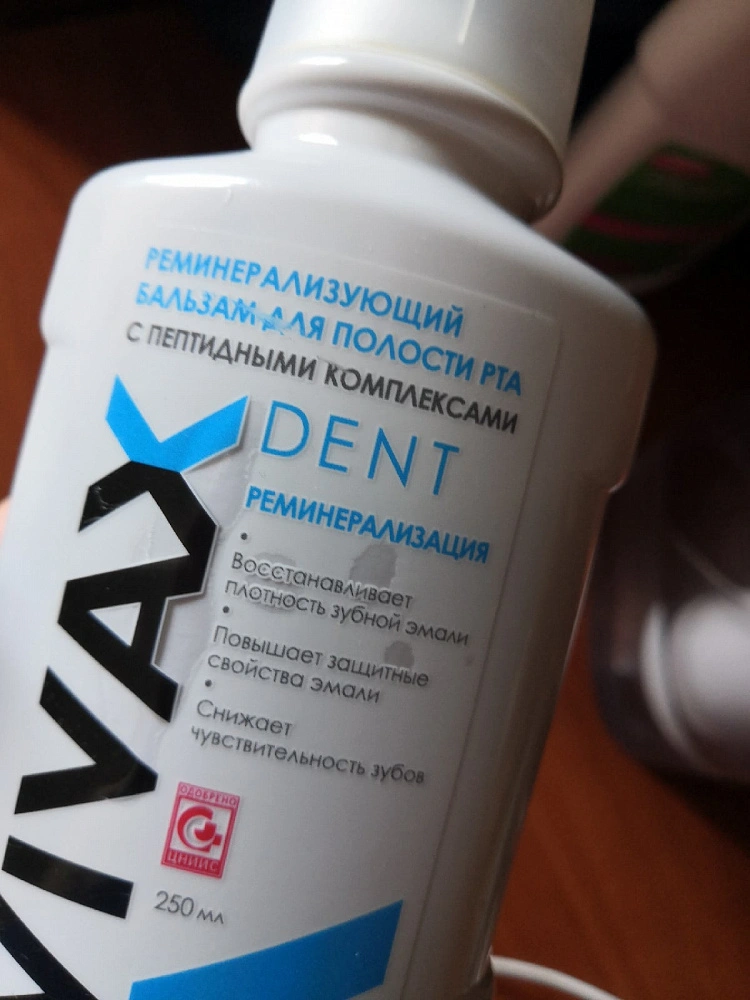 РЕМИНЕРАЛИЗУЮЩИЙ
БАЛЬЗАМ ДЛЯ ПОЛОСТИ РТА
С ПЕПТИДНЫМИ КОМПЛЕКСАМИ
VIVAX
DENT
РЕМИНЕРАЛИЗАЦИЯ
•
Восстанавливает
плотность зубной эмали
•
Повышает защитные
свойства эмали
•
Снижает
чувствительность зубов
ОДОБРЕНО
ЦНИИС
250 мл